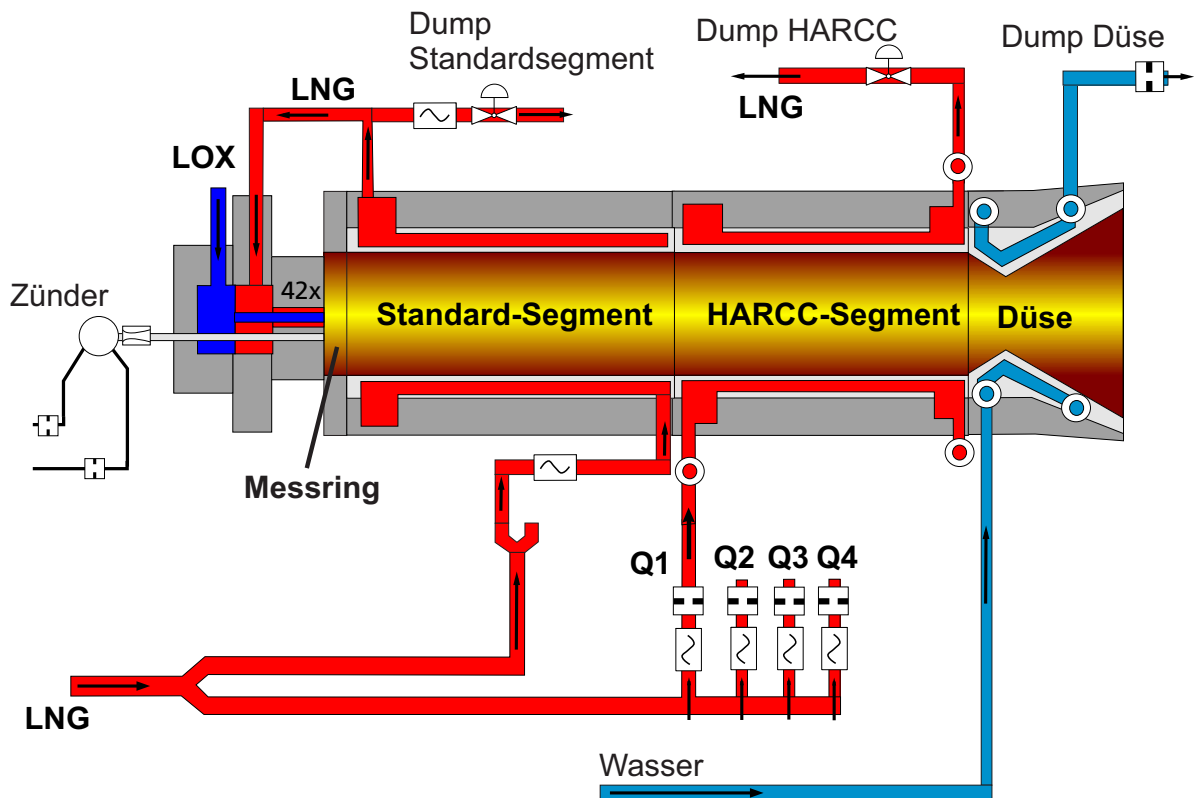 Dump
Standardsegment
Dump HARCC
Dump Düse
LNG
LNG
LOX
Zünder
42x
Standard-Segment
HARCC-Segment
Düse
Messring
Q1
Q2
Q3
Q4
LNG
Wasser